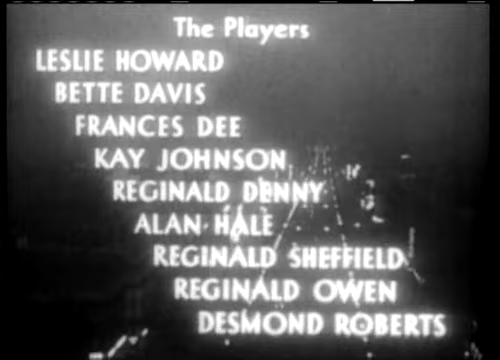 The Players
LESLIE HOWARD
BETTE DAVIS
FRANCES DEE
KAY JOHNSON
REGINALD DENNY
ALAN HALE
REGINALD SHEFFIELD
REGINALD OWEN
DESMOND ROBERTS